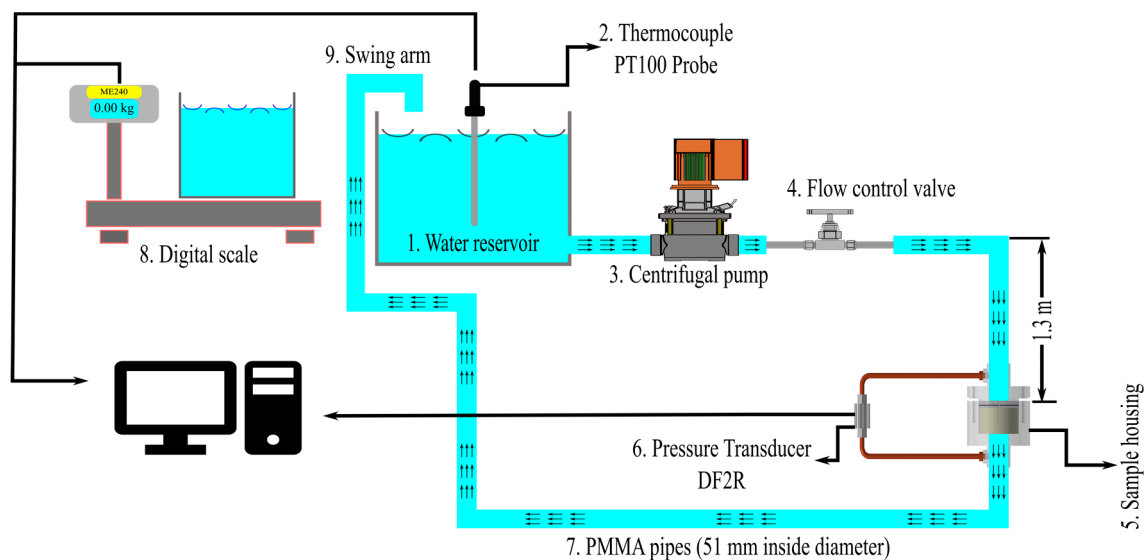 9. Swing arm
2. Thermocouple
PT100 Probe
ME240
0.00 kg
4. Flow control valve
1. Water reservoir
8. Digital scale
3. Centrifugal pump
1.3 m
6. Pressure Transducer
DF2R
5. Sample housing
7. PMMA pipes (51 mm inside diameter)